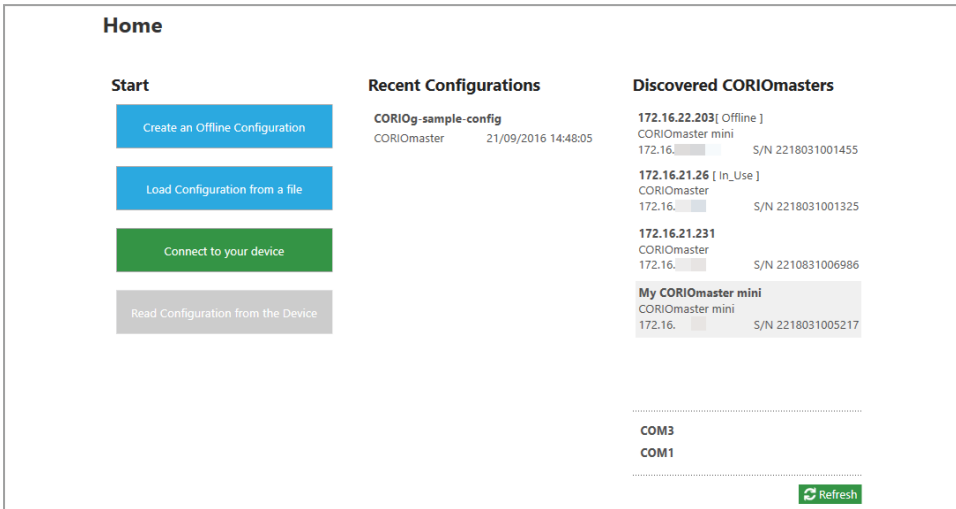 Home
Start
Create an Offline Configuration
Load Configuration from a file
Connect to your device
Read Configuration from the Device
Recent Configurations
CORIOg-sample-config
CORIOmaster 21/09/2016 14:48:05
Discovered CORIOmasters
172.16.22.203[ Offline ]
CORIOmaster mini
172.16. S/N 2218031001455
172.16.21.26 [ In_Use ]
CORIOmaster
172.16. S/N 2218031001325
172.16.21.231
CORIOmaster
172.16. S/N 2210831006986
My CORIOmaster mini
CORIOmaster mini
172.16. S/N 2218031005217
COM3
COM1
Refresh